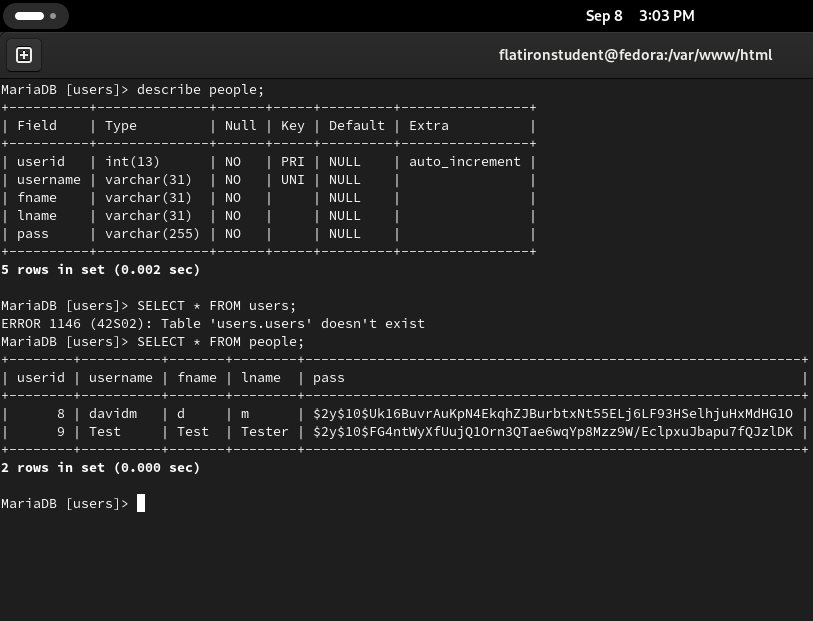 Sep 8 3:03 PM
flatironstudent@fedora:/var/www/html
MariaDB [users]> describe people;
+----------+--------------+------+-----+---------+----------------+
| Field    | Type         | Null | Key | Default | Extra          |
+----------+--------------+------+-----+---------+----------------+
| userid   | int(13)      | NO   | PRI | NULL    | auto_increment |
| username | varchar(31)  | NO   | UNI | NULL    |                |
| fname    | varchar(31)  | NO   |     | NULL    |                |
| lname    | varchar(31)  | NO   |     | NULL    |                |
| pass     | varchar(255) | NO   |     | NULL    |                |
+----------+--------------+------+-----+---------+----------------+
5 rows in set (0.002 sec)
MariaDB [users]> SELECT * FROM users;
ERROR 1146 (42S02): Table 'users.users' doesn't exist
MariaDB [users]> SELECT * FROM people;
+--------+----------+-------+--------+--------------------------------------------------------------+
| userid | username | fname | lname  | pass                                                         |
+--------+----------+-------+--------+--------------------------------------------------------------+
|      8 | davidm   | d     | m      | $2y$10$Uk16BuvrAuKpN4EkqhZJBurbtxNt55ELj6LF93HSelhjuHxMdHG1O |
|      9 | Test     | Test  | Tester | $2y$10$FG4ntWyXfUujQ1Orn3QTae6wqYp8Mzz9W/EclpxuJbapu7fQJzlDK |
+--------+----------+-------+--------+--------------------------------------------------------------+
2 rows in set (0.000 sec)
MariaDB [users]>